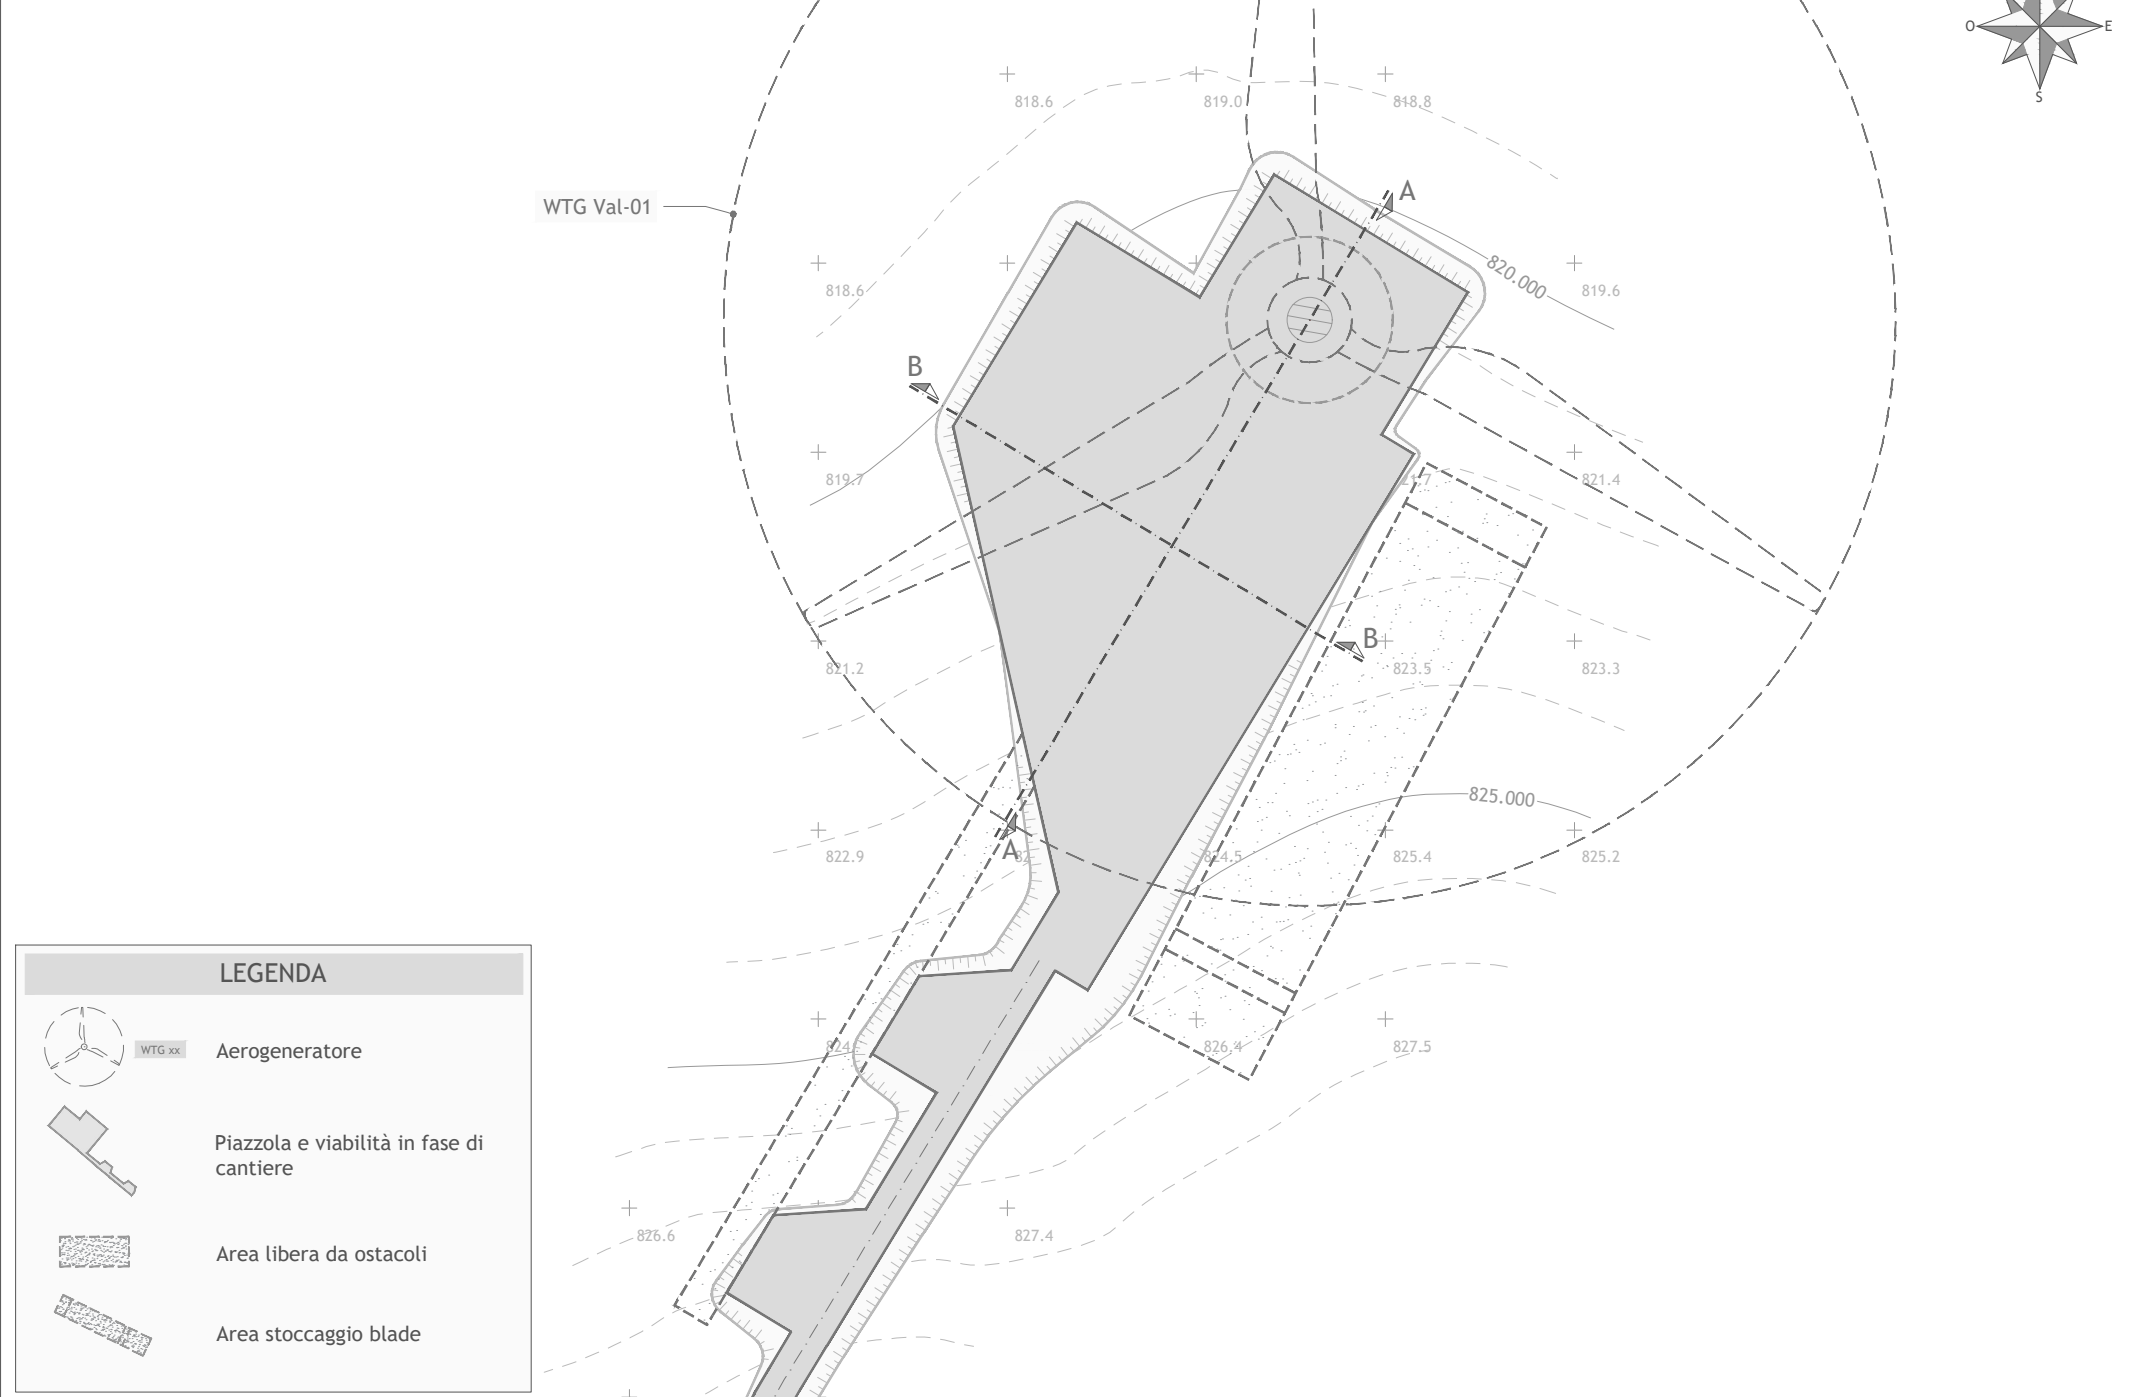 O
E
S
818.6
819.0
818.8
WTG Val-01
A
820.000
818.6
819.6
B
819.7
821.4
B
821.2
823.5
823.3
825.000
A
822.9
824.5
825.4
825.2
826.4
827.5
826.6
827.4
LEGENDA
WTG xx
Aerogeneratore
Piazzola e viabilità in fase di
cantiere
Area libera da ostacoli
Area stoccaggio blade